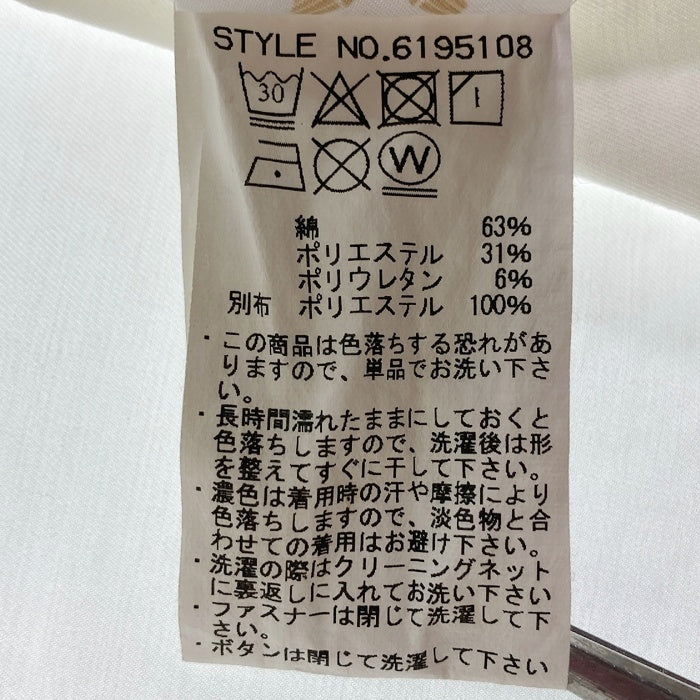 STYLE NO.6195108
30
W
綿 63%
ポリエステル 31%
ポリウレタン 6%
別布 ポリエステル 100%
・この商品は色落ちする恐れがあ
りますので、単品でお洗い下さ
い。
・長時間濡れたままにしておくと
色落ちしますので、洗濯後は形
を整えてすぐに干して下さい。
・濃色は着用時の汗や摩擦により
色落ちしますので、淡色物と合
わせての着用はお避け下さい。
・洗濯の際はクリーニングネット
に裏返しに入れてお洗い下さい
・ファスナーは閉じて洗濯して下
さい。
・ボタンは閉じて洗濯して下さい